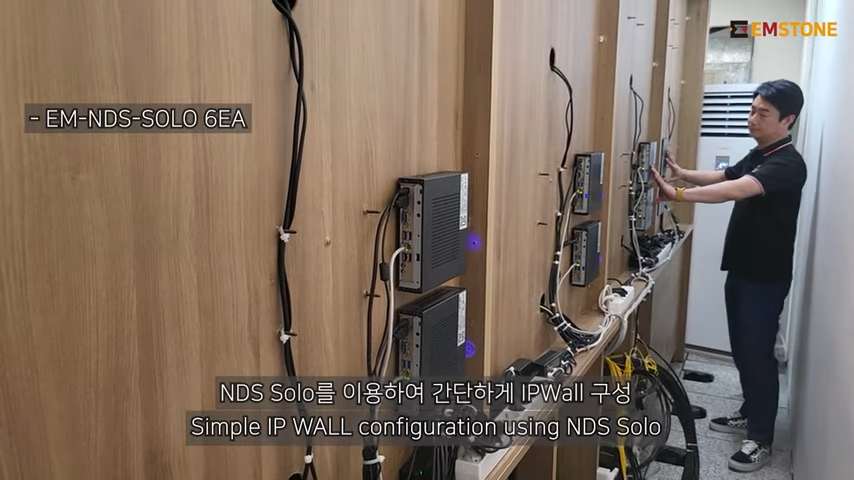 EMSTONE
- EM-NDS-SOLO 6EA
NDS Solo를 이용하여 간단하게 IPWall 구성
Simple IP WALL configuration using NDS Solo